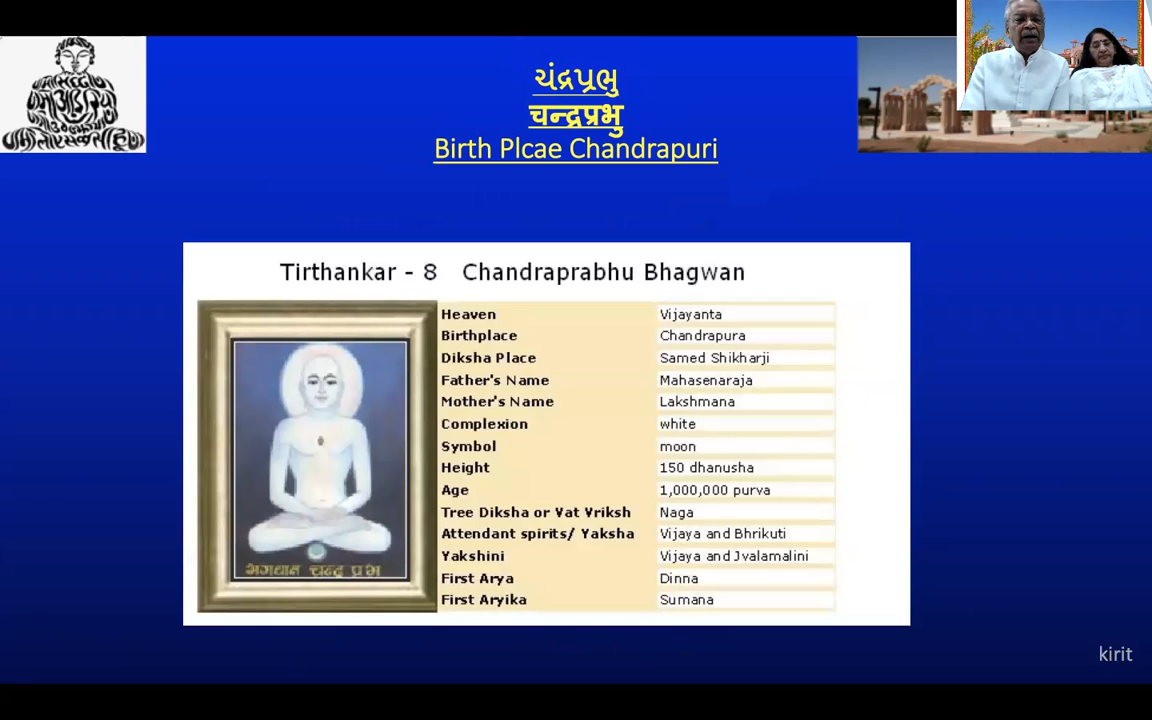 ચંદ્રપ્રભુ
चन्द्रप्रभु
Birth Plcae Chandrapuri
Tirthankar - 8 Chandraprabhu Bhagwan
Heaven Vijayanta
Birthplace Chandrapura
Diksha Place Samed Shikharji
Father's Name Mahasenaraja
Mother's Name Lakshmana
Complexion white
Symbol moon
Height 150 dhanusha
Age 1,000,000 purva
Tree Diksha or Vat Vriksh Naga
Attendant spirits/ Yaksha Vijaya and Bhrikuti
Yakshini Vijaya and Jvalamalini
First Arya Dinna
First Aryika Sumana
भगवान चन्द्र प्रभ
kirit